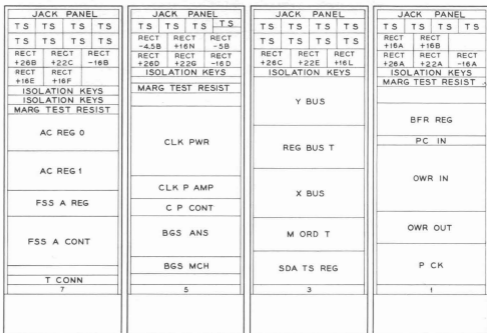 JACK PANEL
TS TS TS TS
TS TS TS TS
RECT RECT RECT
+26B +22C -16B
RECT RECT
+16E +16F
ISOLATION KEYS
ISOLATION KEYS
MARG TEST RESIST
AC REG 0
AC REG 1
FSS A REG
FSS A CONT
T CONN
7
JACK PANEL
TS TS TS TS
RECT RECT RECT
-4.5B +16N -5B
RECT RECT RECT
+26D +22G -16D
ISOLATION KEYS
MARG TEST RESIST
CLK PWR
CLK P AMP
C P CONT
BGS ANS
BGS MCH
5
JACK PANEL
TS TS TS TS
TS TS TS TS
RECT RECT RECT
+26C +22E +16L
ISOLATION KEYS
Y BUS
REG BUS T
X BUS
M ORD T
SDA TS REG
3
JACK PANEL
TS TS TS TS
RECT RECT
+16A +16B
RECT RECT RECT
+26A +22A -16A
ISOLATION KEYS
MARG TEST RESIST
BFR REG
PC IN
OWR IN
OWR OUT
P CK
1